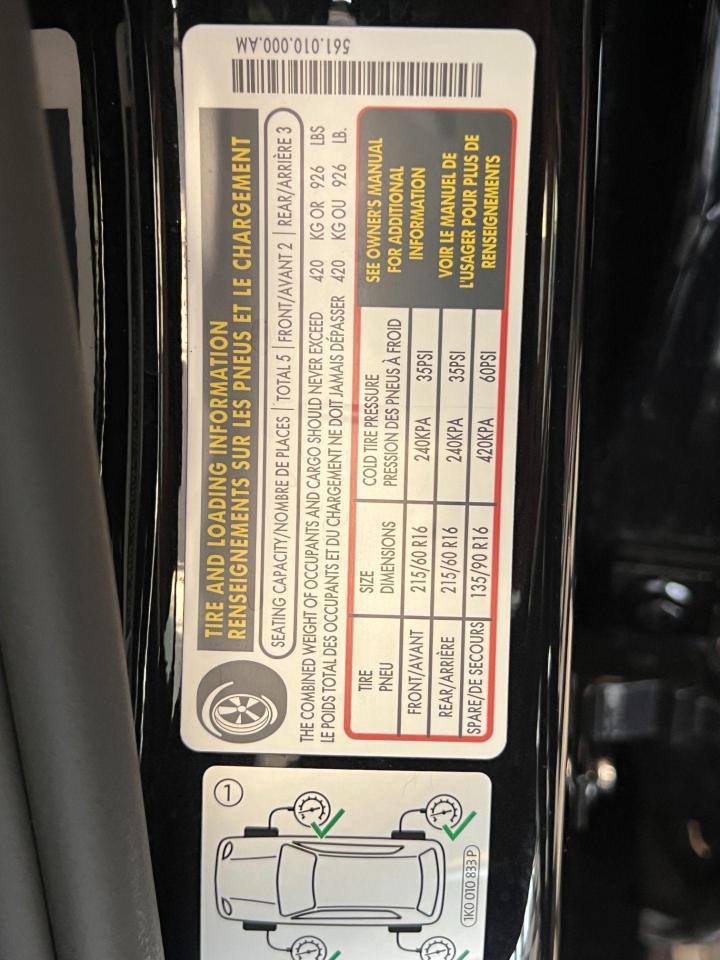 561.010.000.AM
TIRE AND LOADING INFORMATION
RENSEIGNEMENTS SUR LES PNEUS ET LE CHARGEMENT
SEATING CAPACITY/NOMBRE DE PLACES | TOTAL 5 | FRONT/AVANT 2 | REAR/ARRIÈRE 3
THE COMBINED WEIGHT OF OCCUPANTS AND CARGO SHOULD NEVER EXCEED 420 KG OR 926 LBS
LE POIDS TOTAL DES OCCUPANTS ET DU CHARGEMENT NE DOIT JAMAIS DÉPASSER 420 KG OU 926 LB.
TIRE SIZE COLD TIRE PRESSURE
PNEU DIMENSIONS PRESSION DES PNEUS À FROID
FRONT/AVANT 215/60 R16 240KPA 35PSI
REAR/ARRIÈRE 215/60 R16 240KPA 35PSI
SPARE/DE SECOURS 135/90 R16 420KPA 60PSI
SEE OWNER'S MANUAL
FOR ADDITIONAL
INFORMATION
VOIR LE MANUEL DE
L'USAGER POUR PLUS DE
RENSEIGNEMENTS
1
1K0 010 833 P